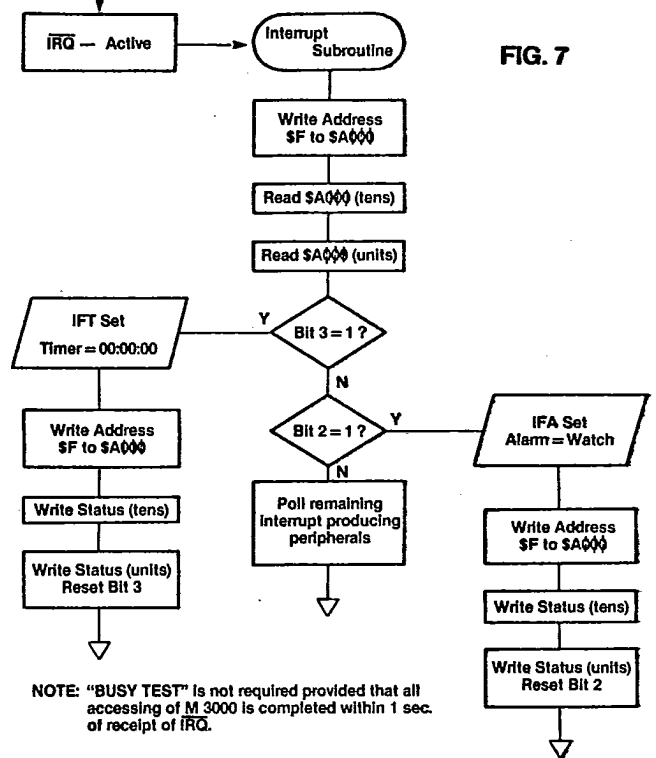 I̅R̅Q̅ — Active
Interrupt
Subroutine
FIG. 7
Write Address
$F to $A000
Read $A000 (tens)
Read $A000 (units)
Bit 3 = 1 ?
Y
N
IFT Set
Timer = 00:00:00
Write Address
$F to $A000
Write Status (tens)
Write Status (units)
Reset Bit 3
Bit 2 = 1 ?
Y
N
IFA Set
Alarm = Watch
Poll remaining
Interrupt producing
peripherals
Write Address
$F to $A000
Write Status (tens)
Write Status (units)
Reset Bit 2
NOTE: "BUSY TEST" is not required provided that all
accessing of M 3000 is completed within 1 sec.
of receipt of I̅R̅Q̅.